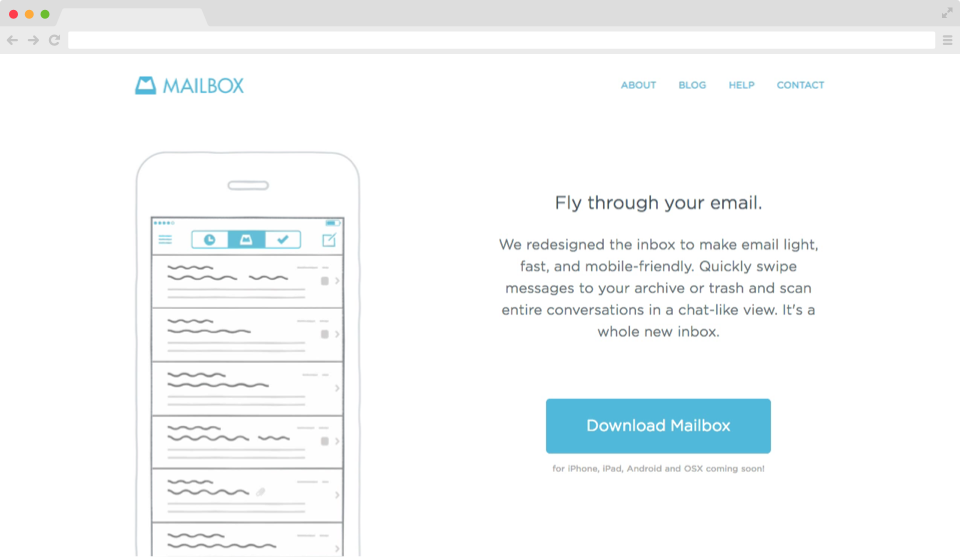 MAILBOX
ABOUT BLOG HELP CONTACT
Fly through your email.
We redesigned the inbox to make email light,
fast, and mobile-friendly. Quickly swipe
messages to your archive or trash and scan
entire conversations in a chat-like view. It's a
whole new inbox.
Download Mailbox
for iPhone, iPad, Android and OSX coming soon!